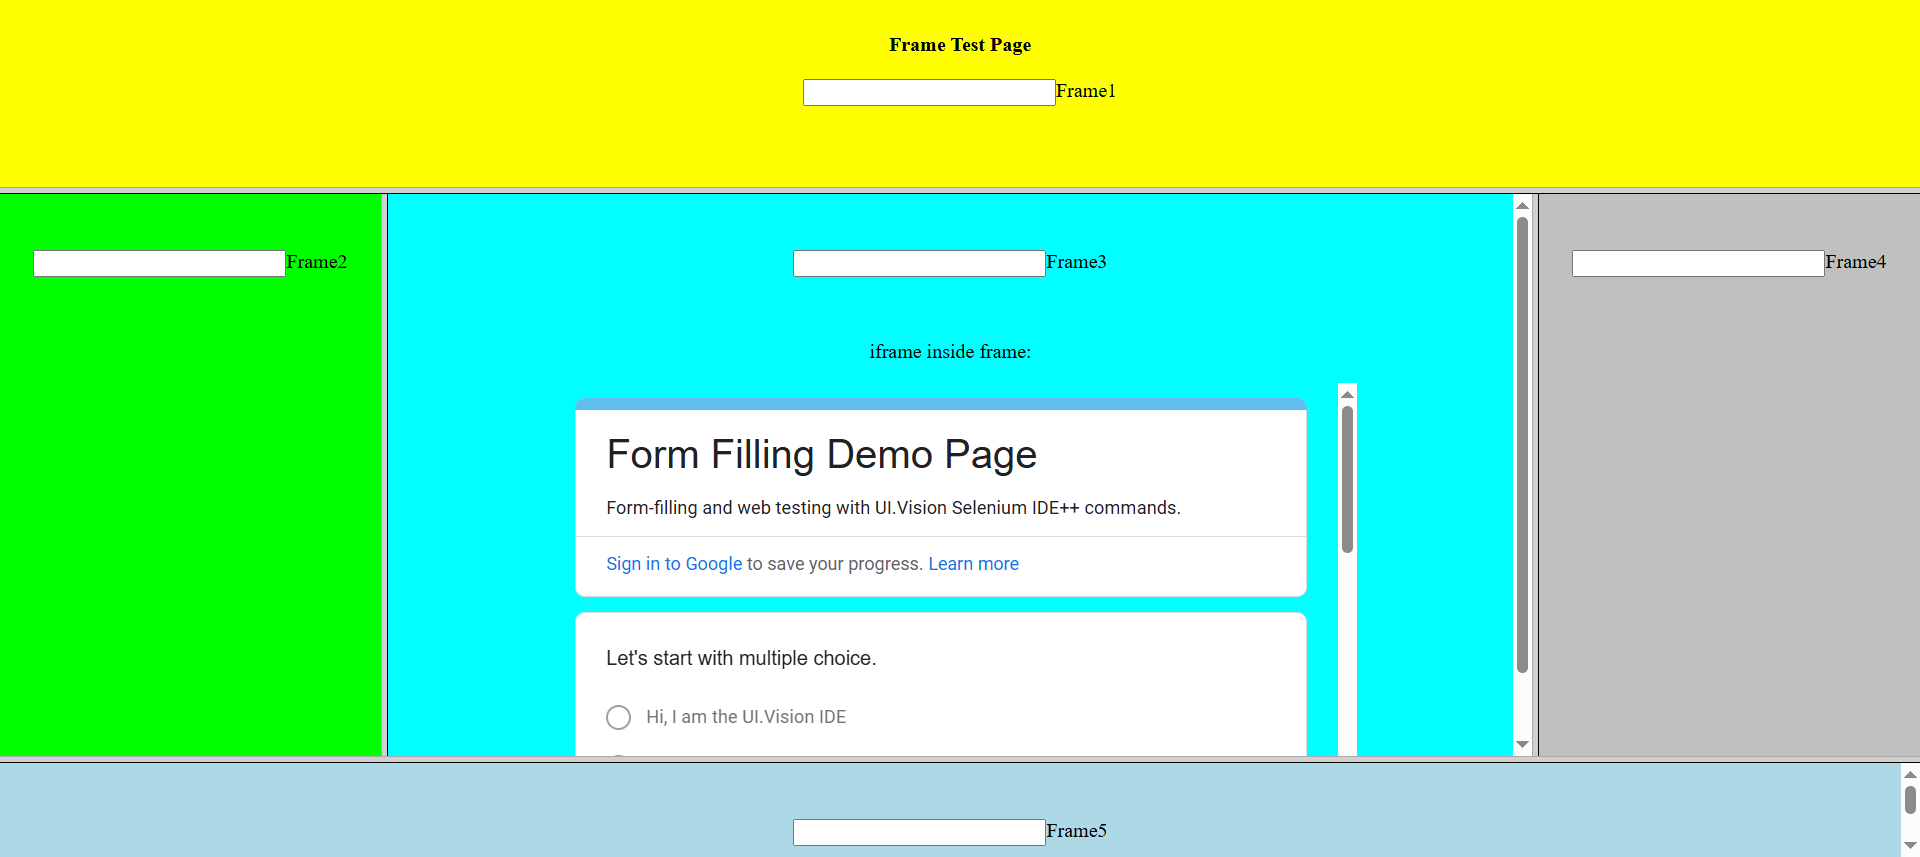 Frame Test Page
Frame1
Frame2
Frame3
Frame4
iframe inside frame:
Form Filling Demo Page
Form-filling and web testing with UI.Vision Selenium IDE++ commands.
Sign in to Google to save your progress. Learn more
Let's start with multiple choice.
Hi, I am the UI.Vision IDE
Frame5